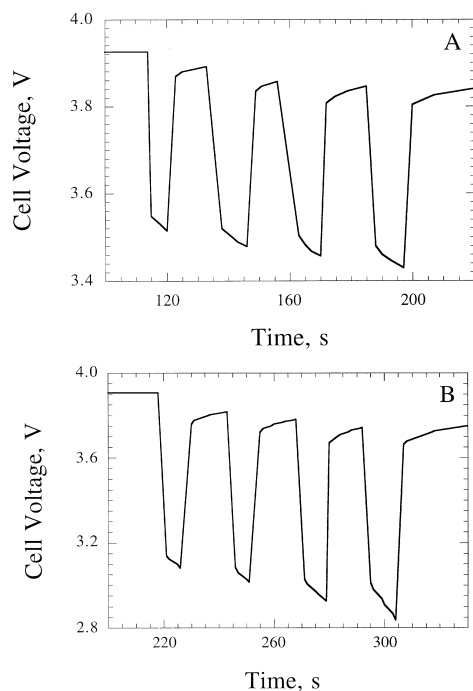 4.0
A
3.8
3.6
3.4
120
160
200
Cell Voltage, V
Time, s
4.0
B
3.6
3.2
2.8
220
260
300
Cell Voltage, V
Time, s